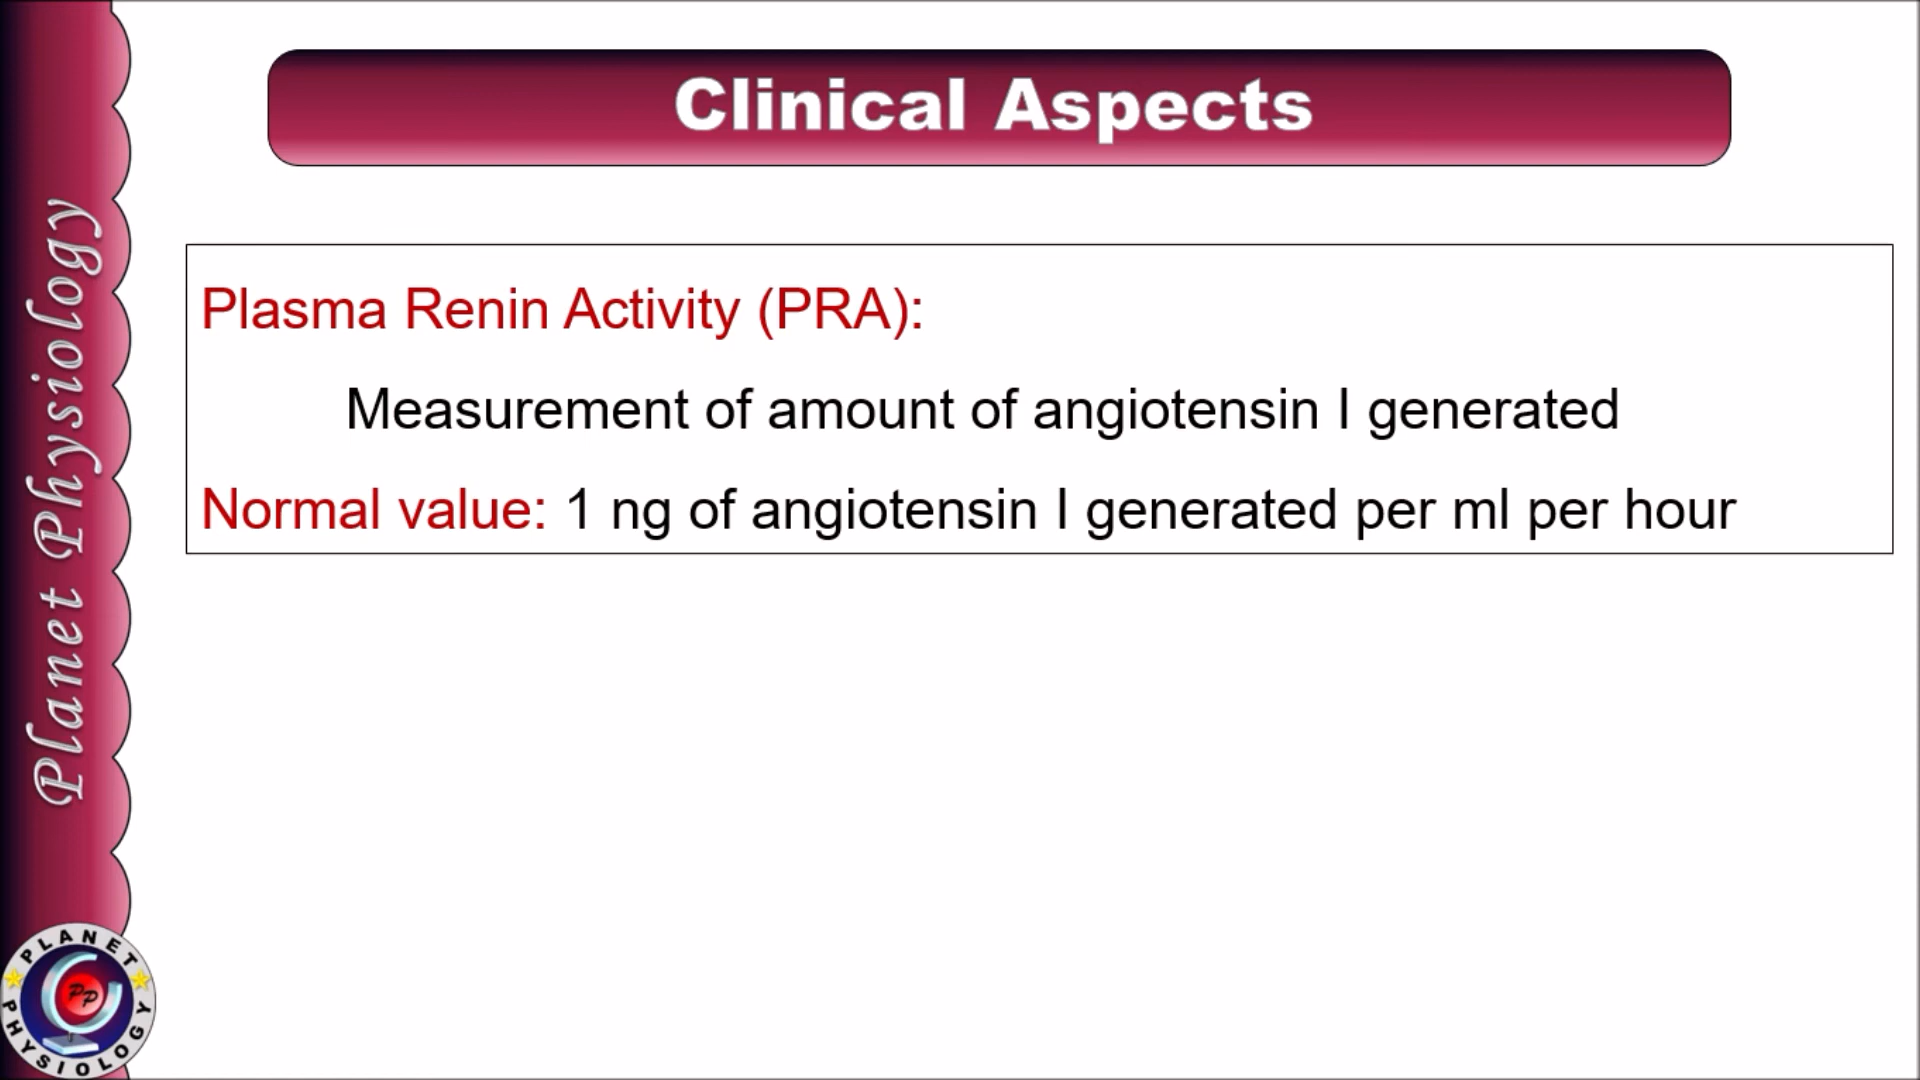 Clinical Aspects
Plasma Renin Activity (PRA):
Measurement of amount of angiotensin I generated
Normal value: 1 ng of angiotensin I generated per ml per hour
Planet Physiology
PLANET
PHYSIOLOGY
PP